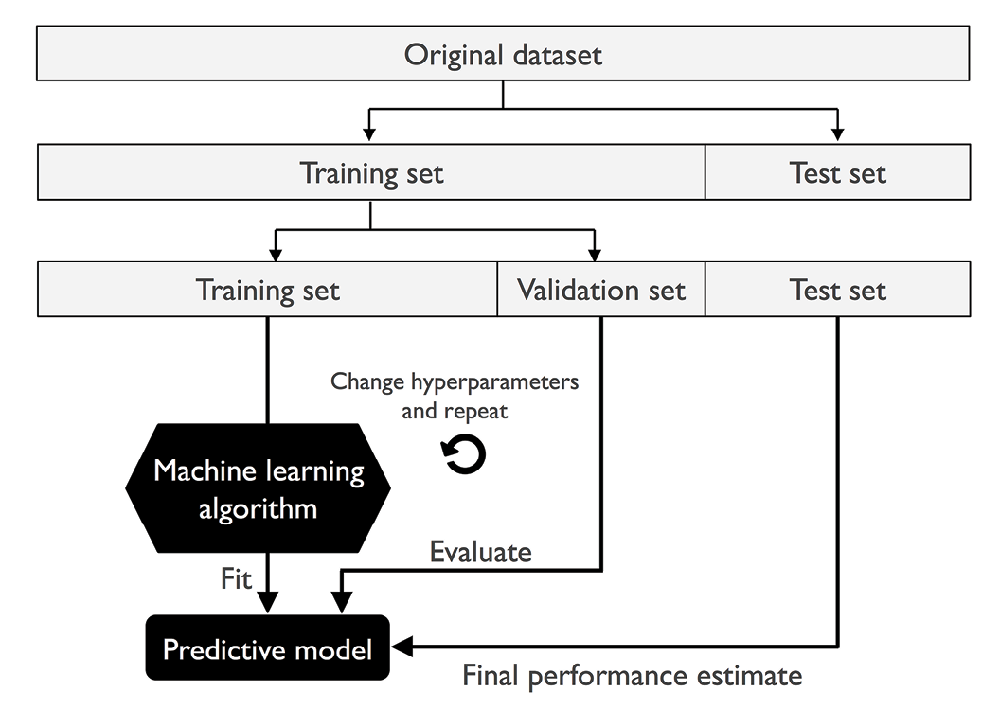 Original dataset
Training set
Test set
Training set
Validation set
Test set
Change hyperparameters
and repeat
Machine learning
algorithm
Evaluate
Fit
Predictive model
Final performance estimate